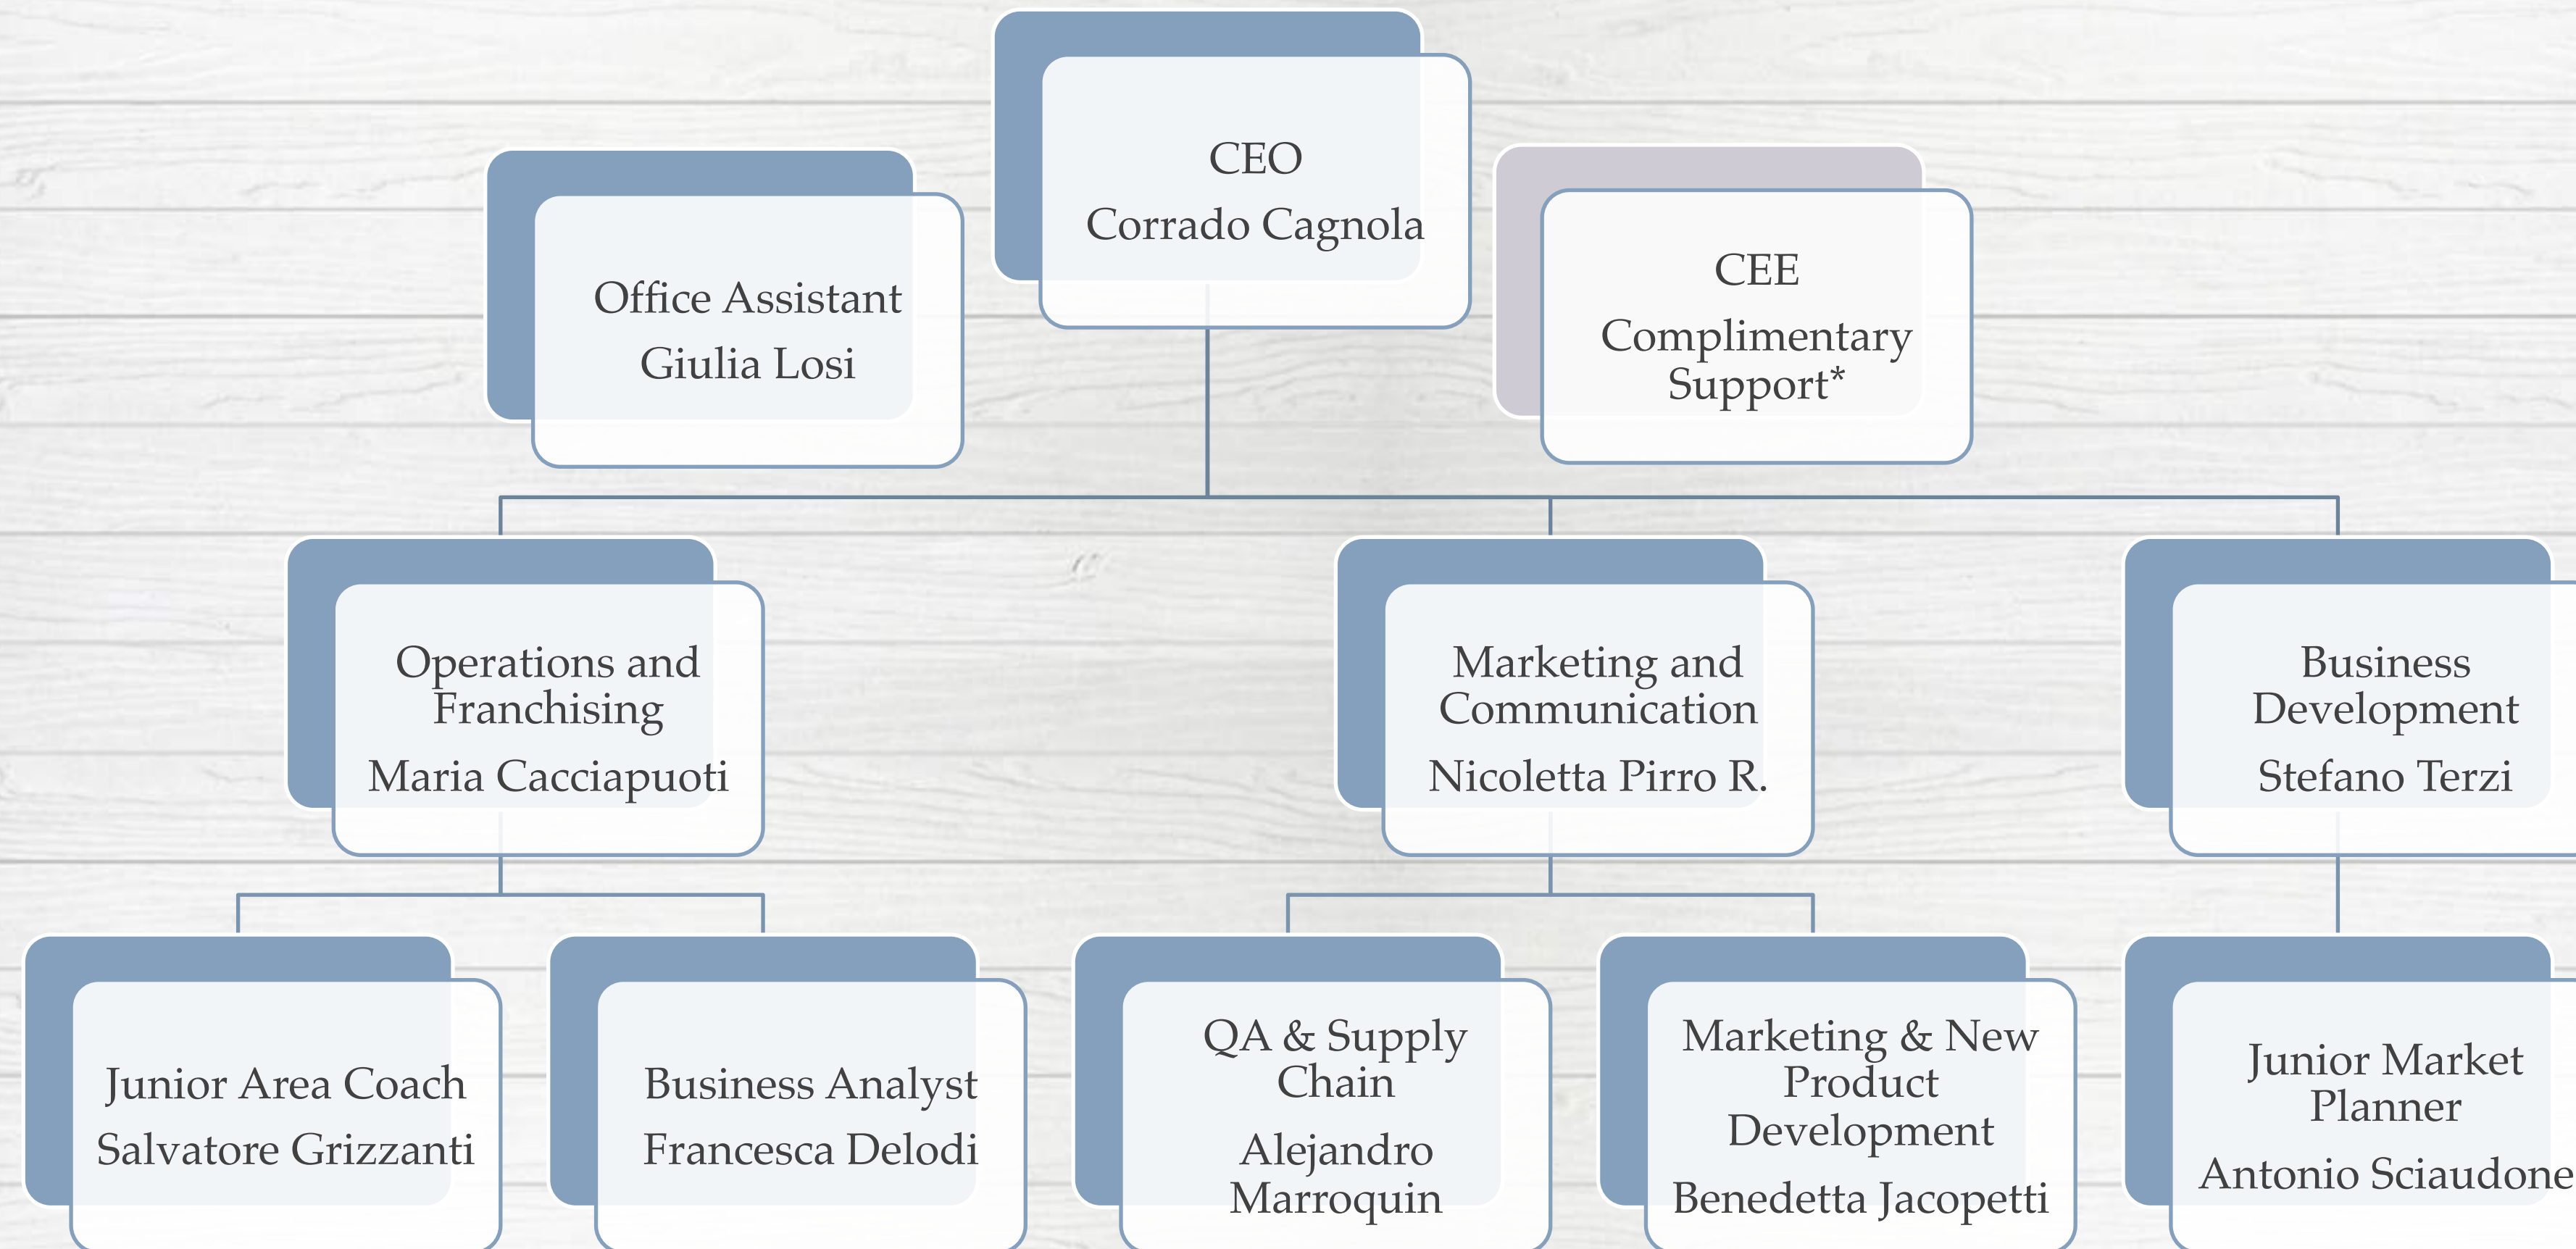 CEO
Corrado Cagnola
Office Assistant
Giulia Losi
CEE
Complimentary
Support*
Operations and
Franchising
Maria Cacciapuoti
Marketing and
Communication
Nicoletta Pirro R.
Business
Development
Stefano Terzi
Junior Area Coach
Salvatore Grizzanti
Business Analyst
Francesca Delodi
QA & Supply
Chain
Alejandro
Marroquin
Marketing & New
Product
Development
Benedetta Jacopetti
Junior Market
Planner
Antonio Sciaudone